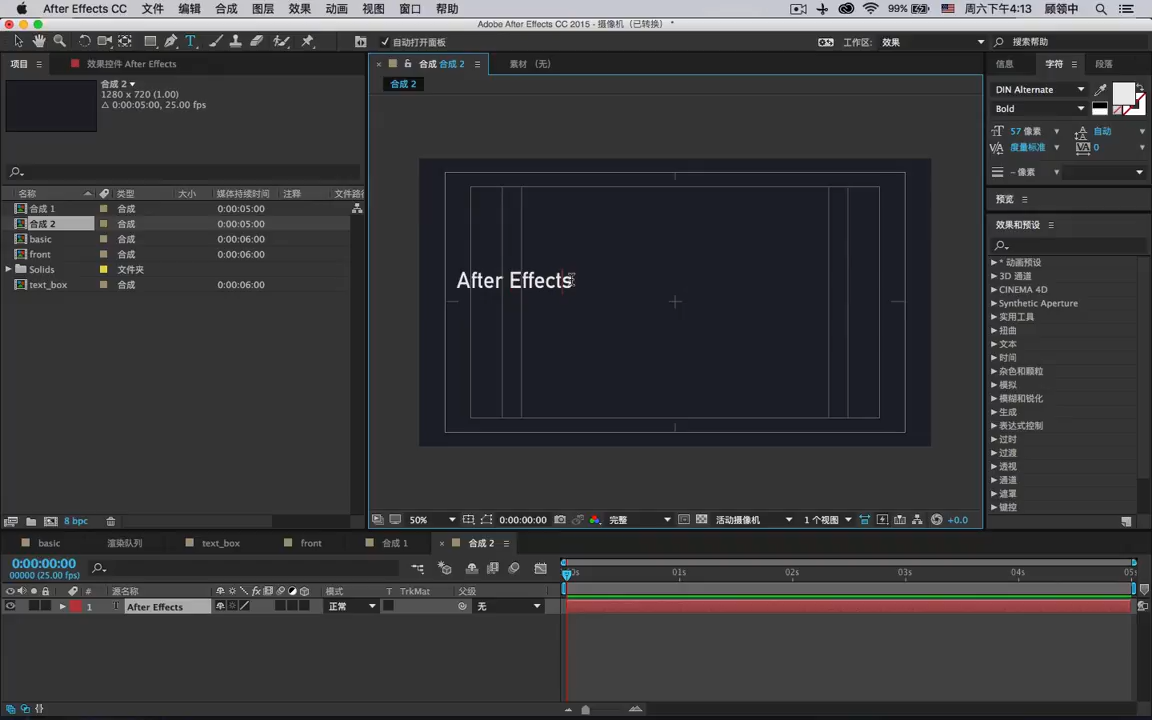 After Effects CC 文件 编辑 合成 图层 效果 动画 视图 窗口 帮助 99% 周六下午4:13 顾领中
Adobe After Effects CC 2015 - 摄像机 (已转换) *
自动打开面板 工作区: 效果 搜索帮助
项目 效果控件 After Effects
合成 合成 2 素材 (无)
信息 字符 段落
合成 2
1280 x 720 (1.00)
Δ 0:00:05:00, 25.00 fps
合成 2
DIN Alternate
Bold
57 像素 自动
度量标准 0
- 像素
名称 类型 大小 媒体持续时间 注释 文件路径
合成 1 合成 0:00:05:00
合成 2 合成 0:00:05:00
basic 合成 0:00:06:00
front 合成 0:00:06:00
Solids 文件夹
text_box 合成 0:00:06:00
After Effects
预览
效果和预设
* 动画预设
3D 通道
CINEMA 4D
Synthetic Aperture
实用工具
扭曲
文本
时间
杂色和颗粒
模拟
模糊和锐化
生成
表达式控制
过时
过渡
透视
通道
遮罩
键控
8 bpc
50% 0:00:00:00 完整 活动摄像机 1 个视图 +0.0
basic 渲染队列 text_box front 合成 1 合成 2
0:00:00:00
00000 (25.00 fps)
0s 01s 02s 03s 04s 05s
# 源名称 fx 模式 T TrkMat 父级
1 T After Effects 正常 无